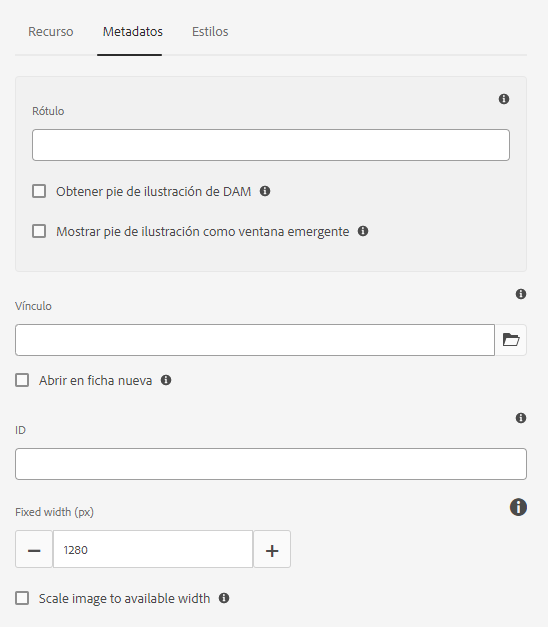 Recurso Metadatos Estilos
Rótulo
Obtener pie de ilustración de DAM
Mostrar pie de ilustración como ventana emergente
Vínculo
Abrir en ficha nueva
ID
Fixed width (px)
1280
Scale image to available width